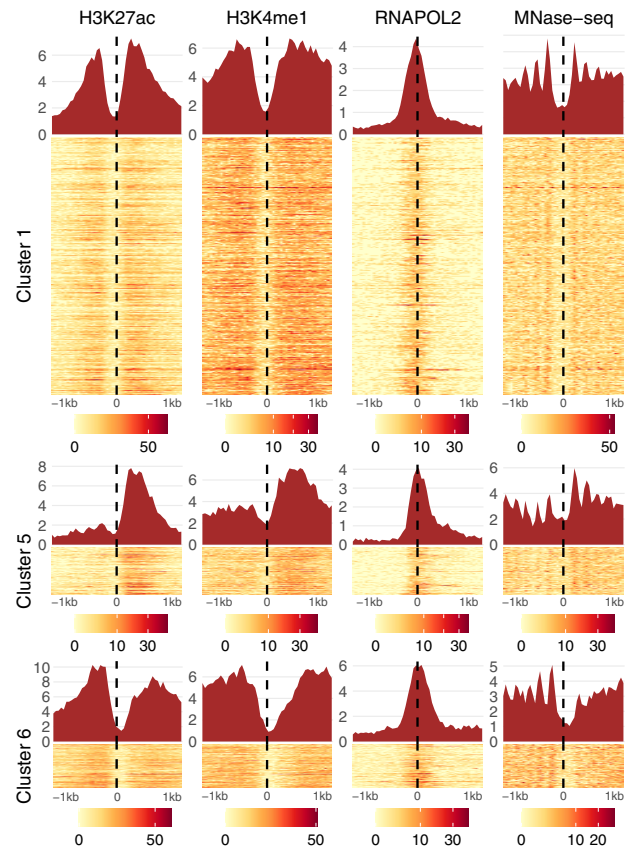 H3K27ac H3K4me1 RNAPOL2 MNase−seq
6 4 2 0
6 4 2 0
4 3 2 1 0
6 4 2 0
Cluster 1
−1kb 0 1kb −1kb 0 1kb −1kb 0 1kb −1kb 0 1kb
0 50 0 10 30 0 10 30 0 50
8 6 4 2 0
6 4 2 0
4 3 2 1 0
6 4 2 0
Cluster 5
−1kb 0 1kb −1kb 0 1kb −1kb 0 1kb −1kb 0 1kb
0 10 30 0 10 30 0 10 30 0 10 30
10 8 6 4 2 0
6 4 2 0
6 4 2 0
5 4 3 2 1 0
Cluster 6
−1kb 0 1kb −1kb 0 1kb −1kb 0 1kb −1kb 0 1kb
0 50 0 50 0 10 30 0 10 20